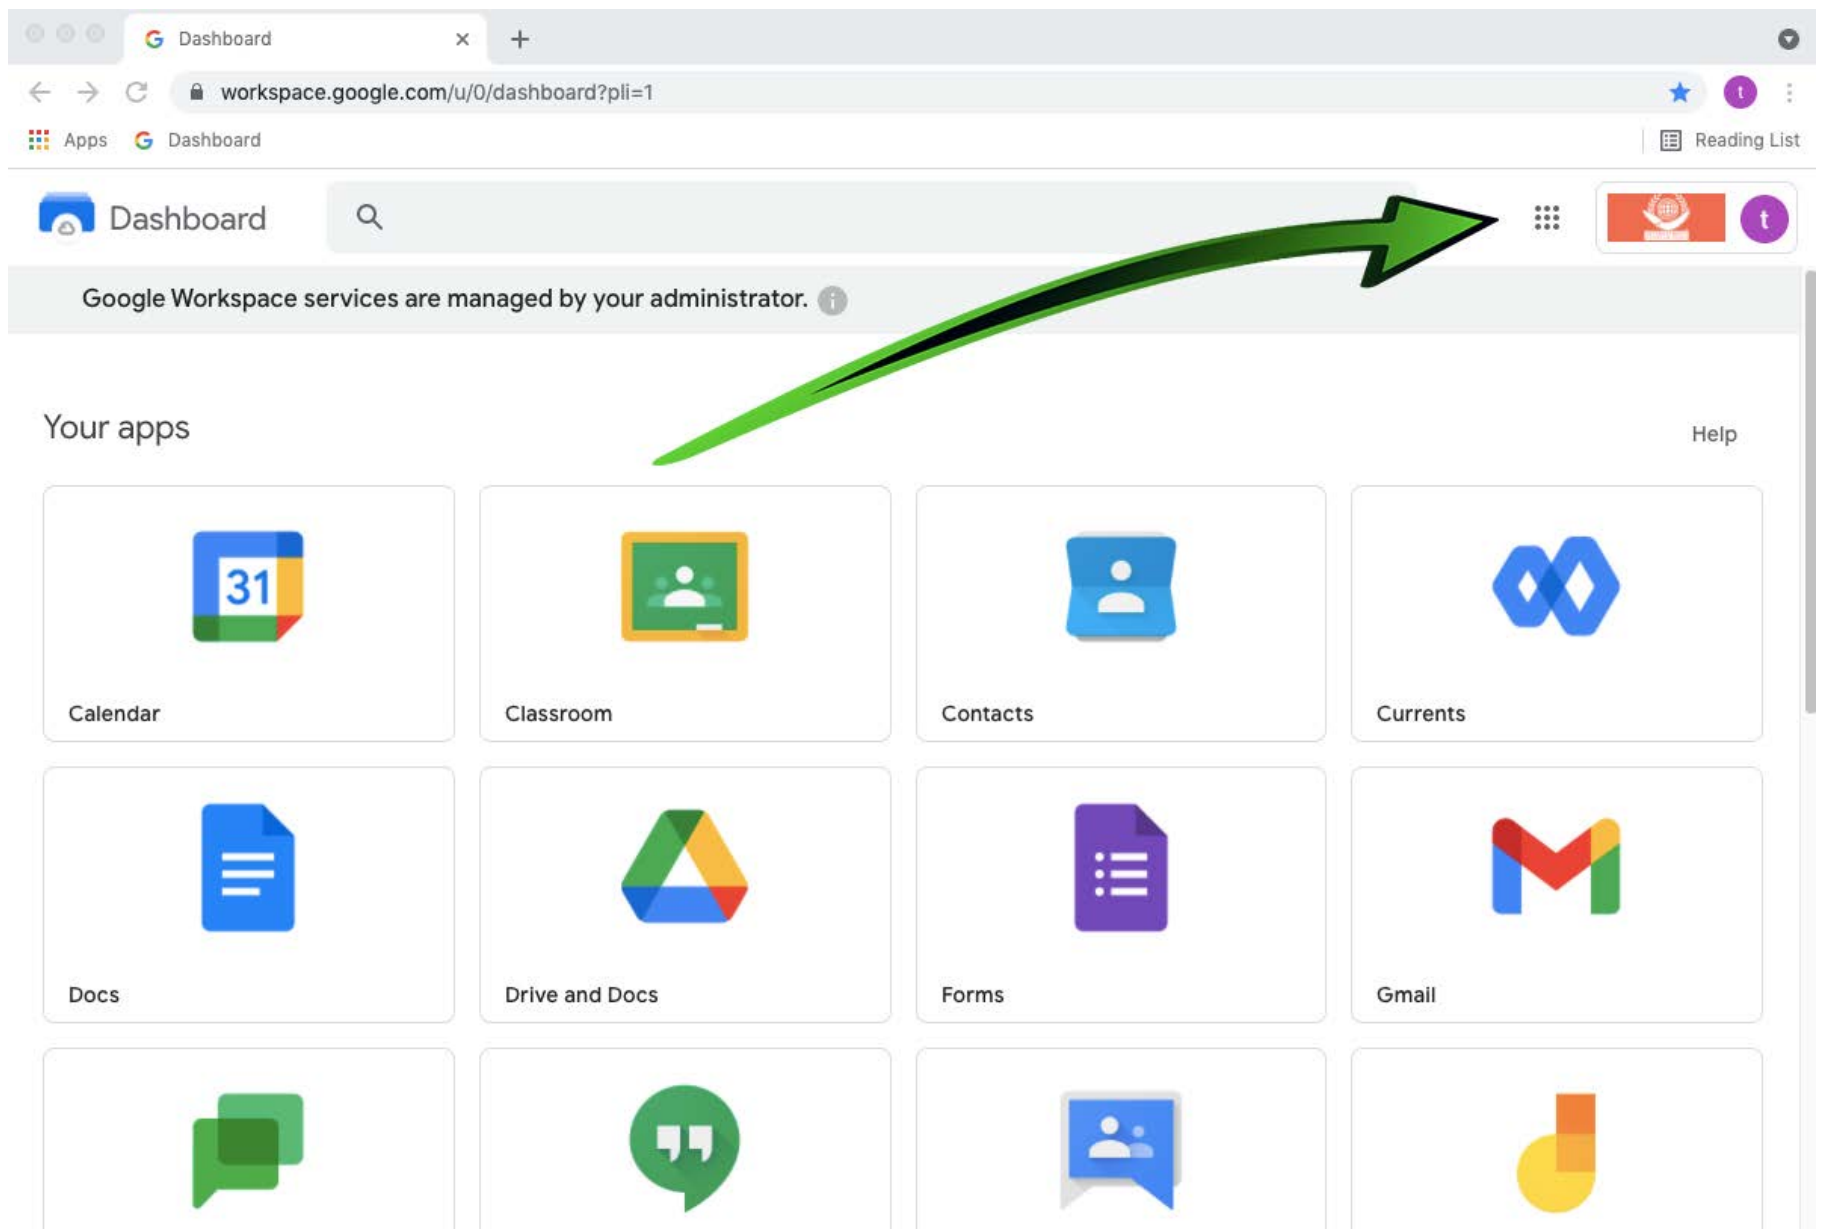 Dashboard
workspace.google.com/u/0/dashboard?pli=1
t
Apps
Dashboard
Reading List
Dashboard
t
Google Workspace services are managed by your administrator.
Your apps
Help
31
Calendar
Classroom
Contacts
Currents
Docs
Drive and Docs
Forms
Gmail